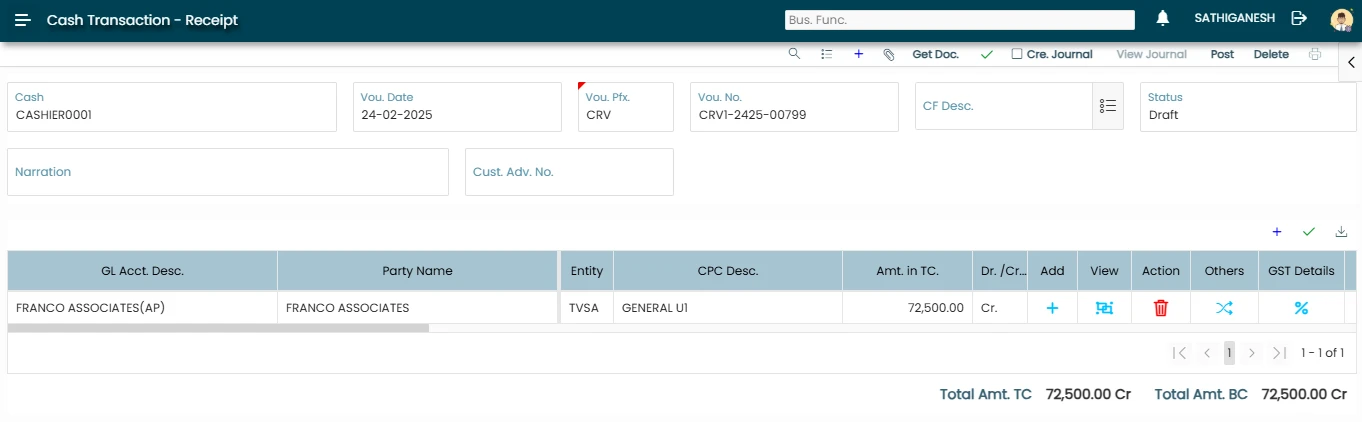 Cash Transaction - Receipt Bus. Func. SATHIGANESH
Get Doc. Cre. Journal View Journal Post Delete
Cash Vou. Date Vou. Pfx. Vou. No. CF Desc. Status
CASHIER0001 24-02-2025 CRV CRV1-2425-00799 Draft
Narration Cust. Adv. No.
GL Acct. Desc. Party Name Entity CPC Desc. Amt. in TC. Dr. /Cr... Add View Action Others GST Details
FRANCO ASSOCIATES(AP) FRANCO ASSOCIATES TVSA GENERAL U1 72,500.00 Cr.
1 1 - 1 of 1
Total Amt. TC 72,500.00 Cr Total Amt. BC 72,500.00 Cr